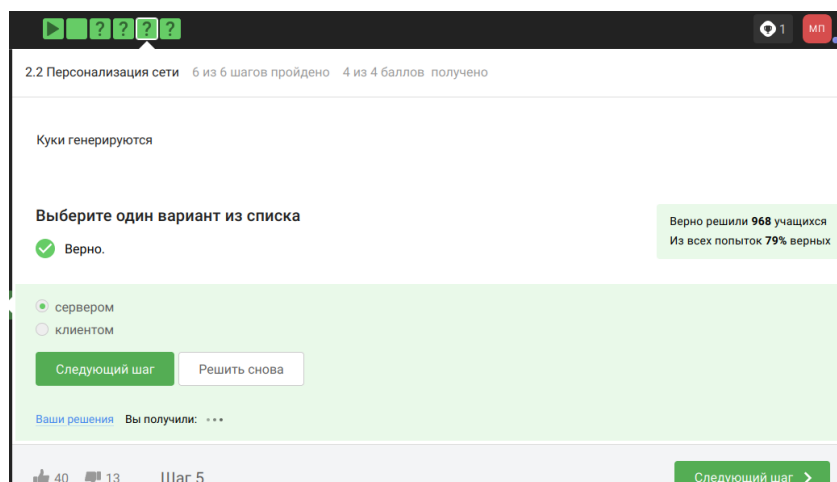 ? ? ? ?
1 МП
2.2 Персонализация сети 6 из 6 шагов пройдено 4 из 4 баллов получено
Куки генерируются
Выберите один вариант из списка
Верно.
Верно решили 968 учащихся
Из всех попыток 79% верных
сервером
клиентом
Следующий шаг Решить снова
Ваши решения Вы получили:
40 13 Шаг 5 Следующий шаг